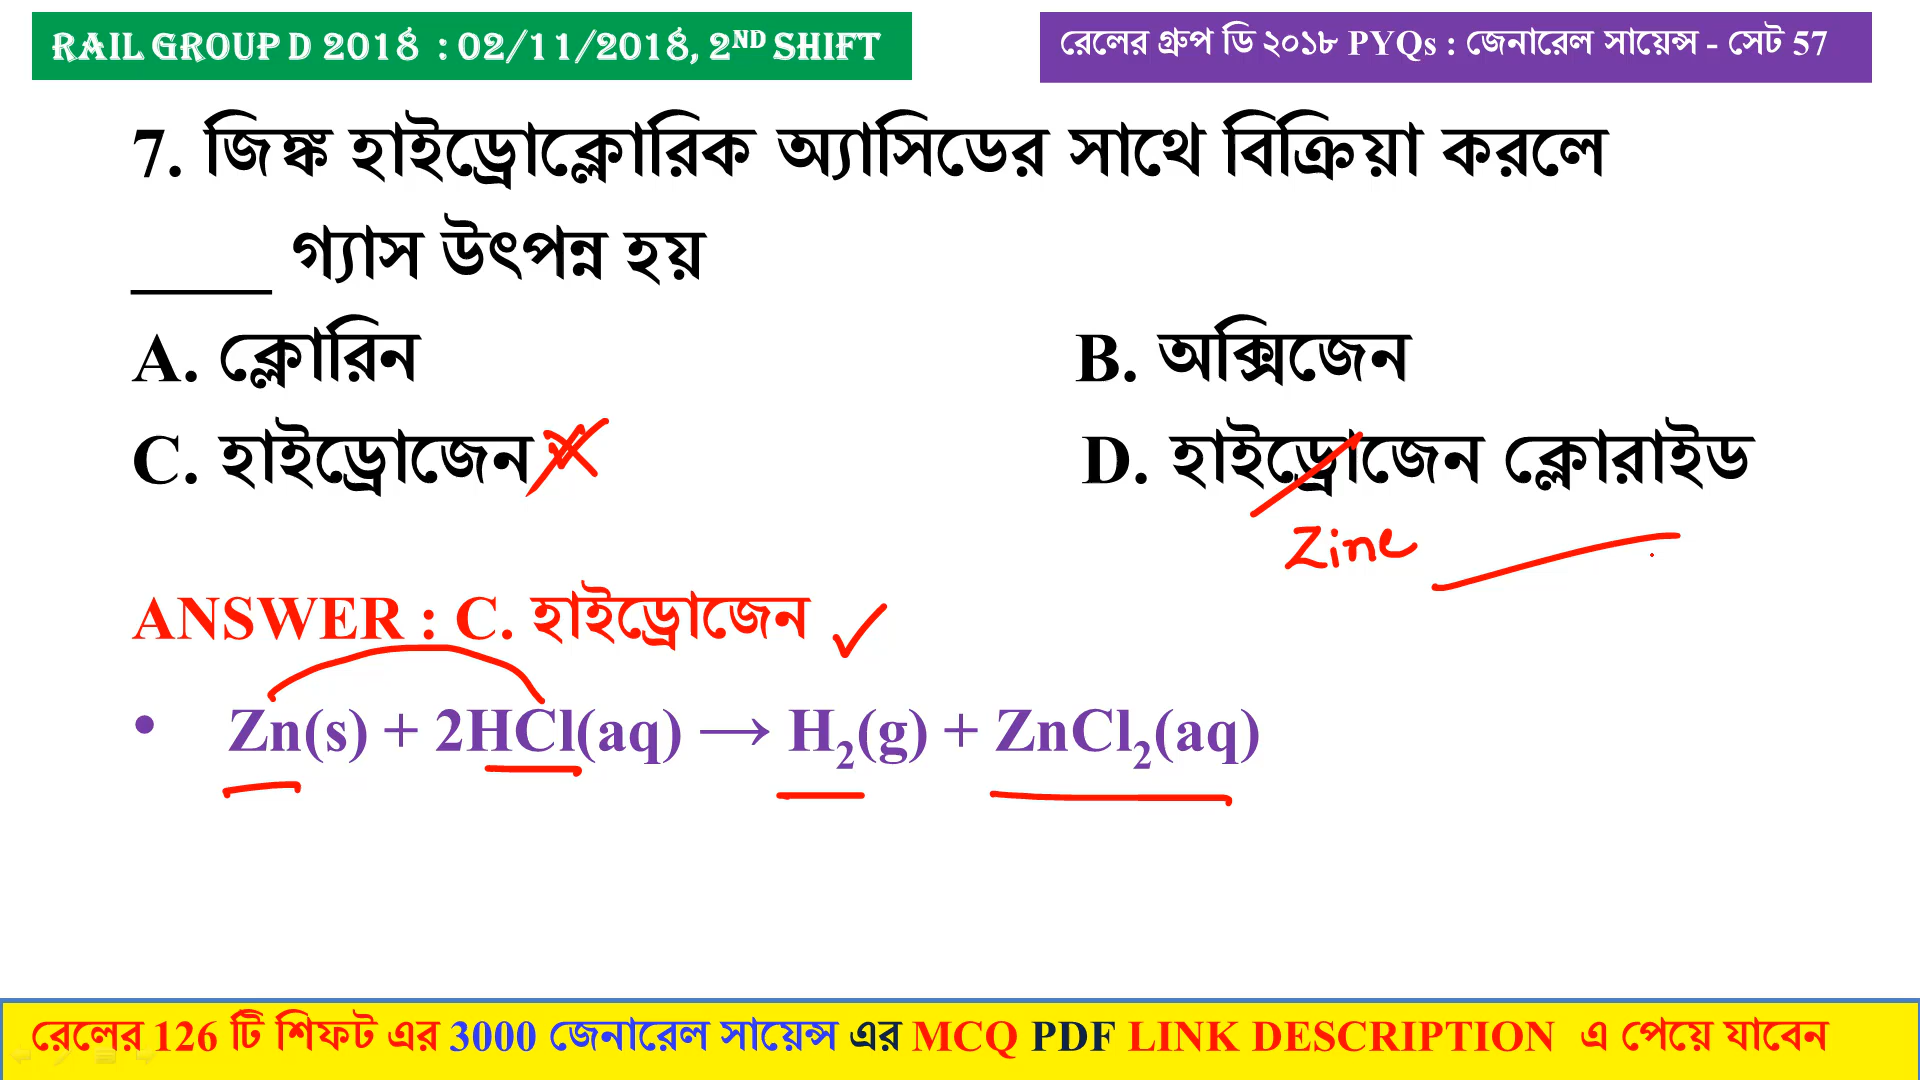 RAIL GROUP D 2018 : 02/11/2018, 2ND SHIFT
রেলের গ্রুপ ডি ২০১৮ PYQs : জেনারেল সায়েন্স - সেট 57
7. জিঙ্ক হাইড্রোক্লোরিক অ্যাসিডের সাথে বিক্রিয়া করলে
____ গ্যাস উৎপন্ন হয়
A. ক্লোরিন B. অক্সিজেন
C. হাইড্রোজেন D. হাইড্রোজেন ক্লোরাইড
Zinc
ANSWER : C. হাইড্রোজেন
• Zn(s) + 2HCl(aq) → H₂(g) + ZnCl₂(aq)
রেলের 126 টি শিফট এর 3000 জেনারেল সায়েন্স এর MCQ PDF LINK DESCRIPTION এ পেয়ে যাবেন